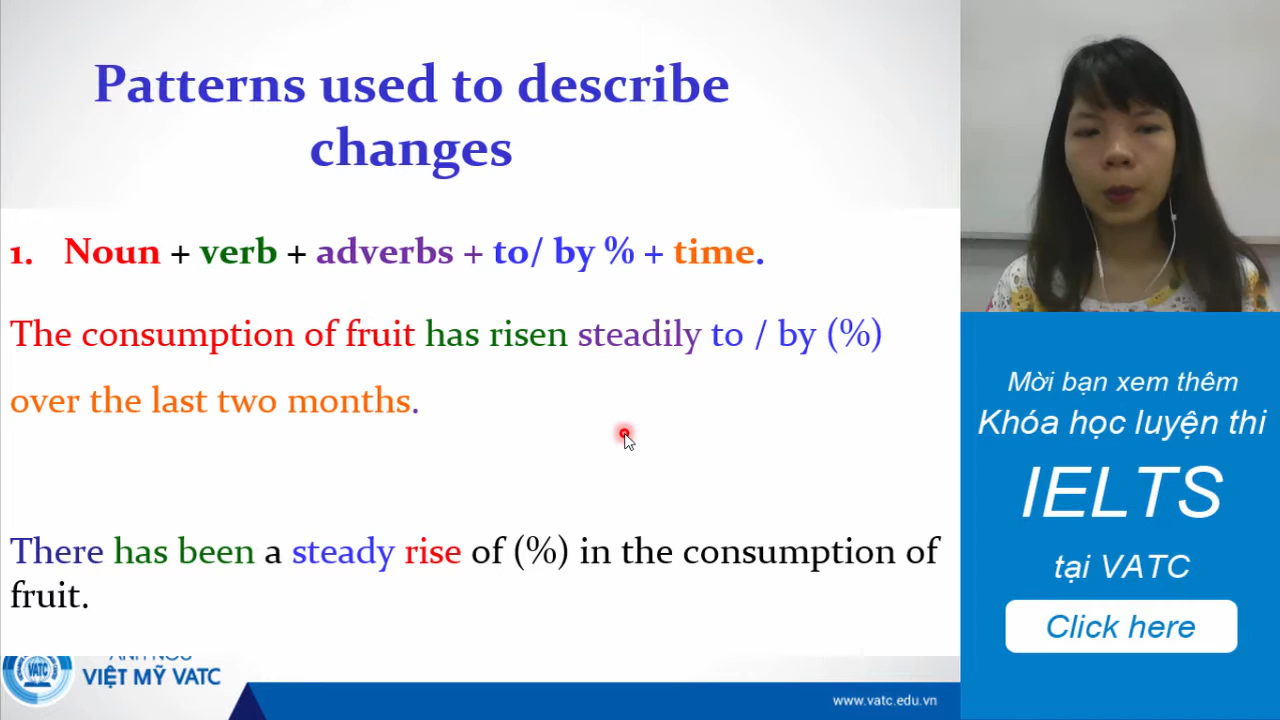 Patterns used to describe
changes
1. Noun + verb + adverbs + to/ by % + time.
The consumption of fruit has risen steadily to / by (%)
over the last two months.
There has been a steady rise of (%) in the consumption of
fruit.
VATC
VIỆT MỸ VATC
www.vatc.edu.vn
Mời bạn xem thêm
Khóa học luyện thi
IELTS
tại VATC
Click here